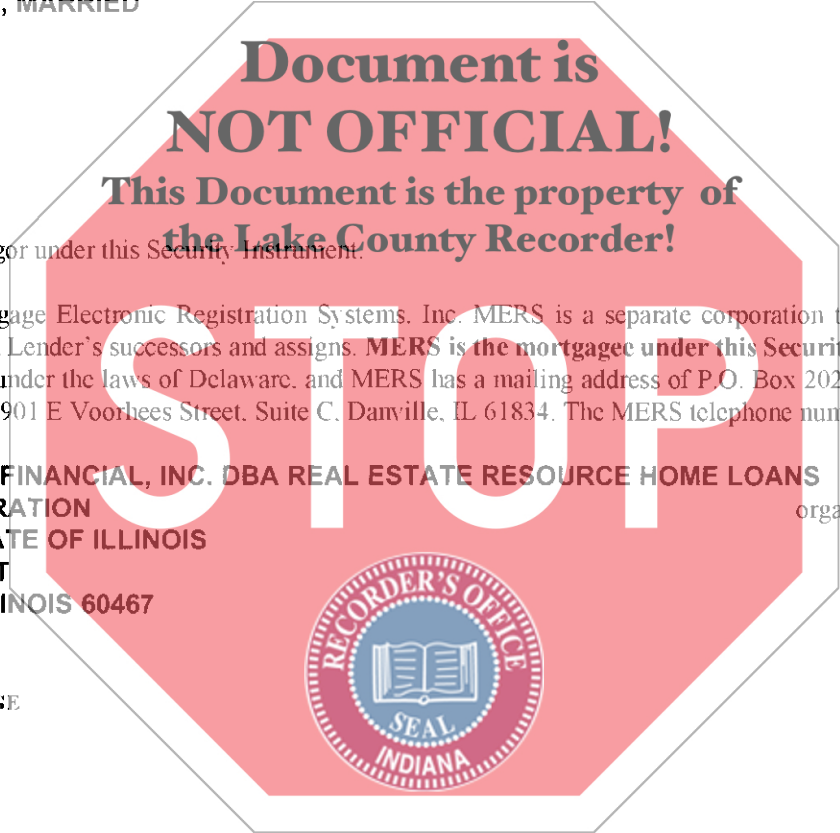 , MARRIED
Document is
NOT OFFICIAL!
This Document is the property of
the Lake County Recorder!
gor under this Security Instrument.
gage Electronic Registration Systems, Inc. MERS is a separate corporation t
Lender's successors and assigns. MERS is the mortgagee under this Securit
under the laws of Delaware, and MERS has a mailing address of P.O. Box 202
901 E Voorhees Street, Suite C, Danville, IL 61834. The MERS telephone num
FINANCIAL, INC. DBA REAL ESTATE RESOURCE HOME LOANS
RATION
orga
ATE OF ILLINOIS
T
INOIS 60467
STOP
RECORDER'S OFFICE
SEAL
INDIANA
SE